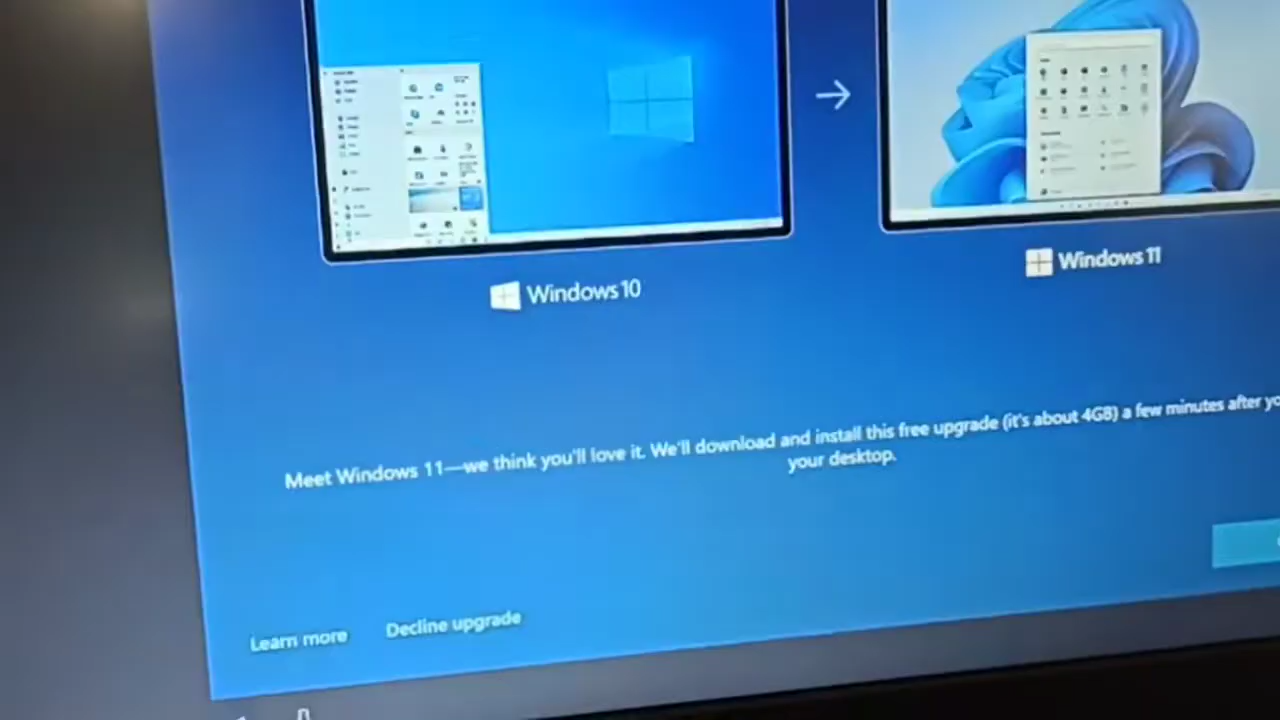 Windows 10
Windows 11
Meet Windows 11—we think you'll love it. We'll download and install this free upgrade (it's about 4GB) a few minutes after
your desktop.
Learn more
Decline upgrade